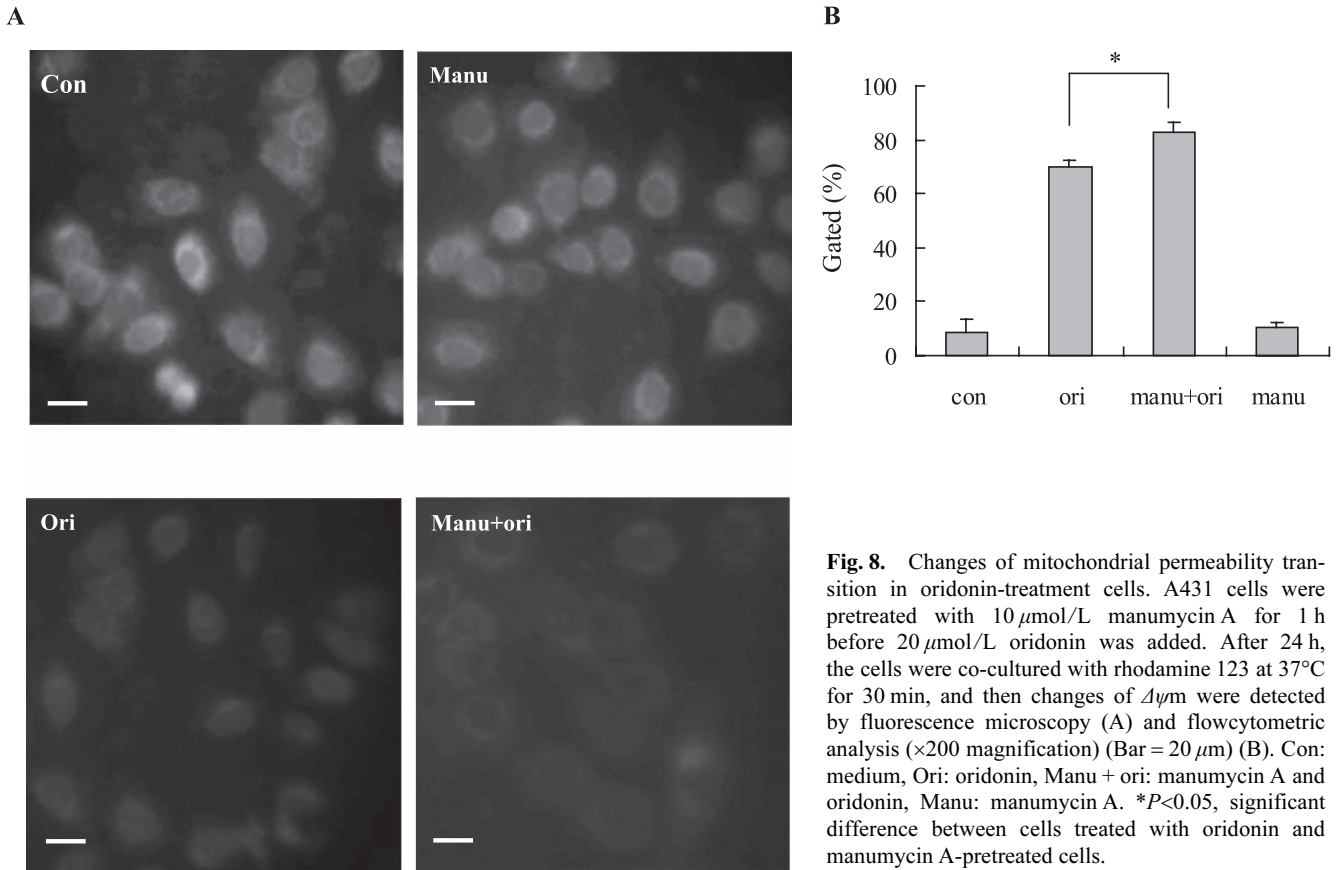 A
B
Con
Manu
Ori
Manu+ori
*
100
80
60
40
20
0
Gated (%)
con ori manu+ori manu
Fig. 8. Changes of mitochondrial permeability tran-
sition in oridonin-treatment cells. A431 cells were
pretreated with 10 μmol/L manumycin A for 1 h
before 20 μmol/L oridonin was added. After 24 h,
the cells were co-cultured with rhodamine 123 at 37°C
for 30 min, and then changes of Δψm were detected
by fluorescence microscopy (A) and flowcytometric
analysis (×200 magnification) (Bar = 20 μm) (B). Con:
medium, Ori: oridonin, Manu + ori: manumycin A and
oridonin, Manu: manumycin A. *P<0.05, significant
difference between cells treated with oridonin and
manumycin A-pretreated cells.